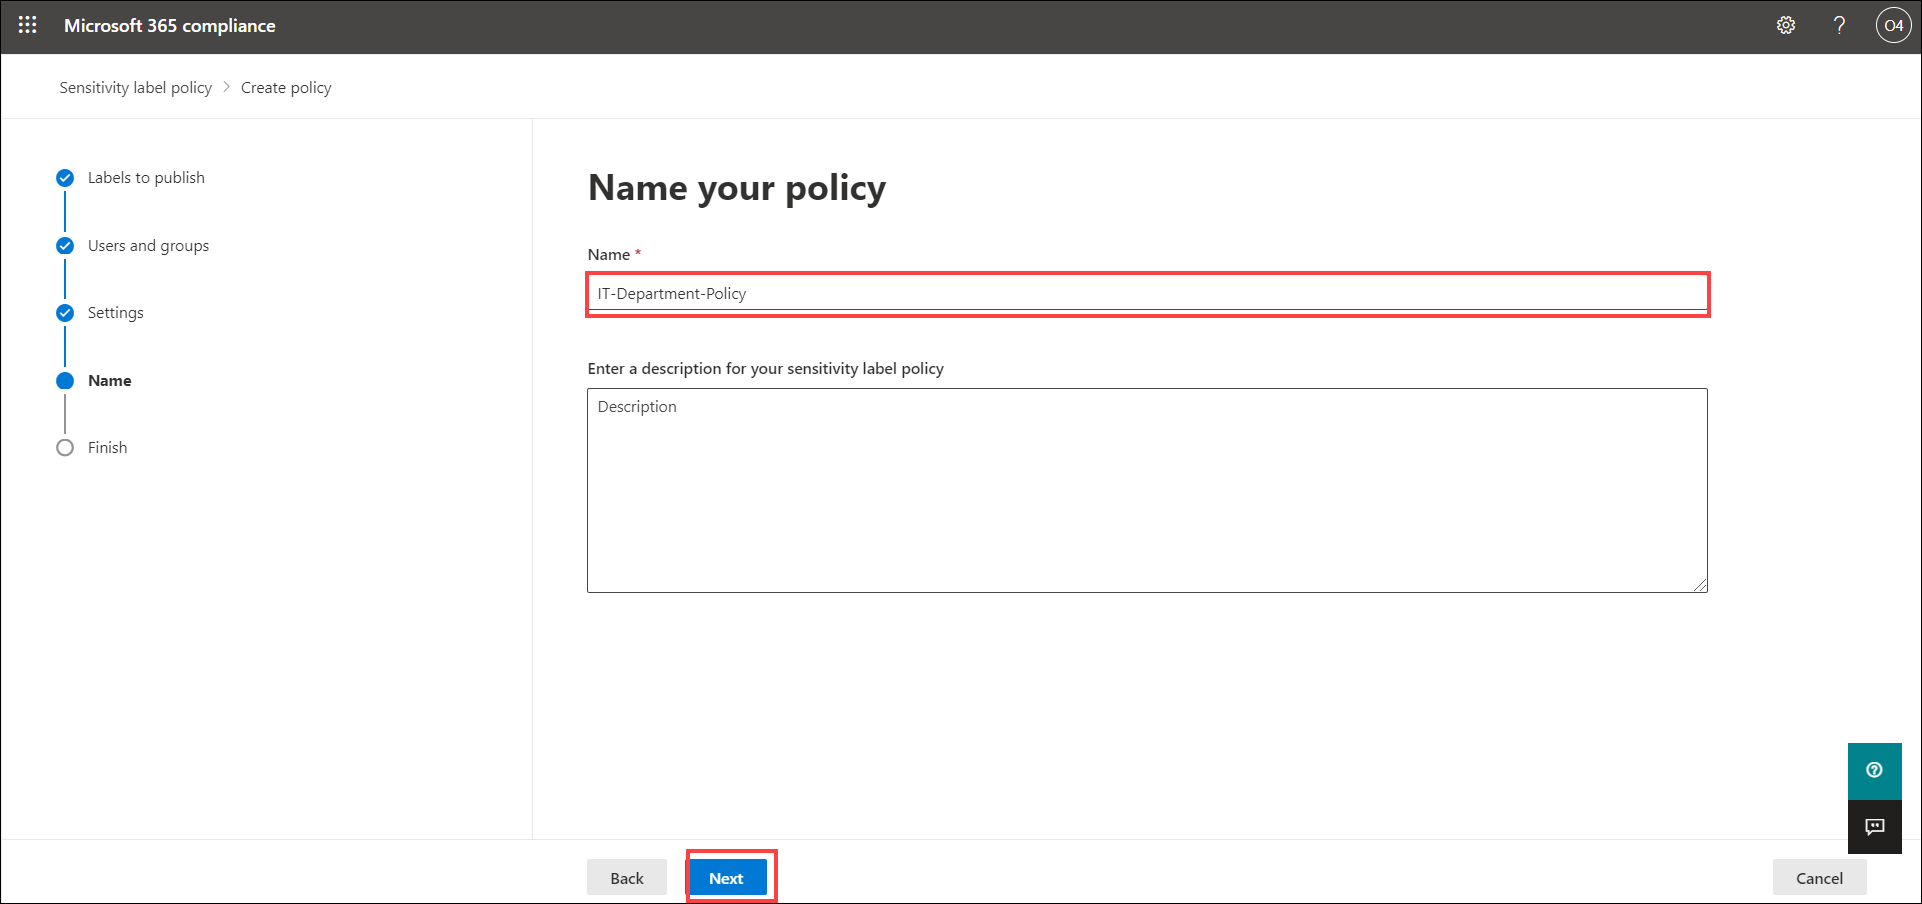 Microsoft 365 compliance
?
O4
Sensitivity label policy > Create policy
Labels to publish
Users and groups
Settings
Name
Finish
Name your policy
Name *
IT-Department-Policy
Enter a description for your sensitivity label policy
Description
Back
Next
Cancel